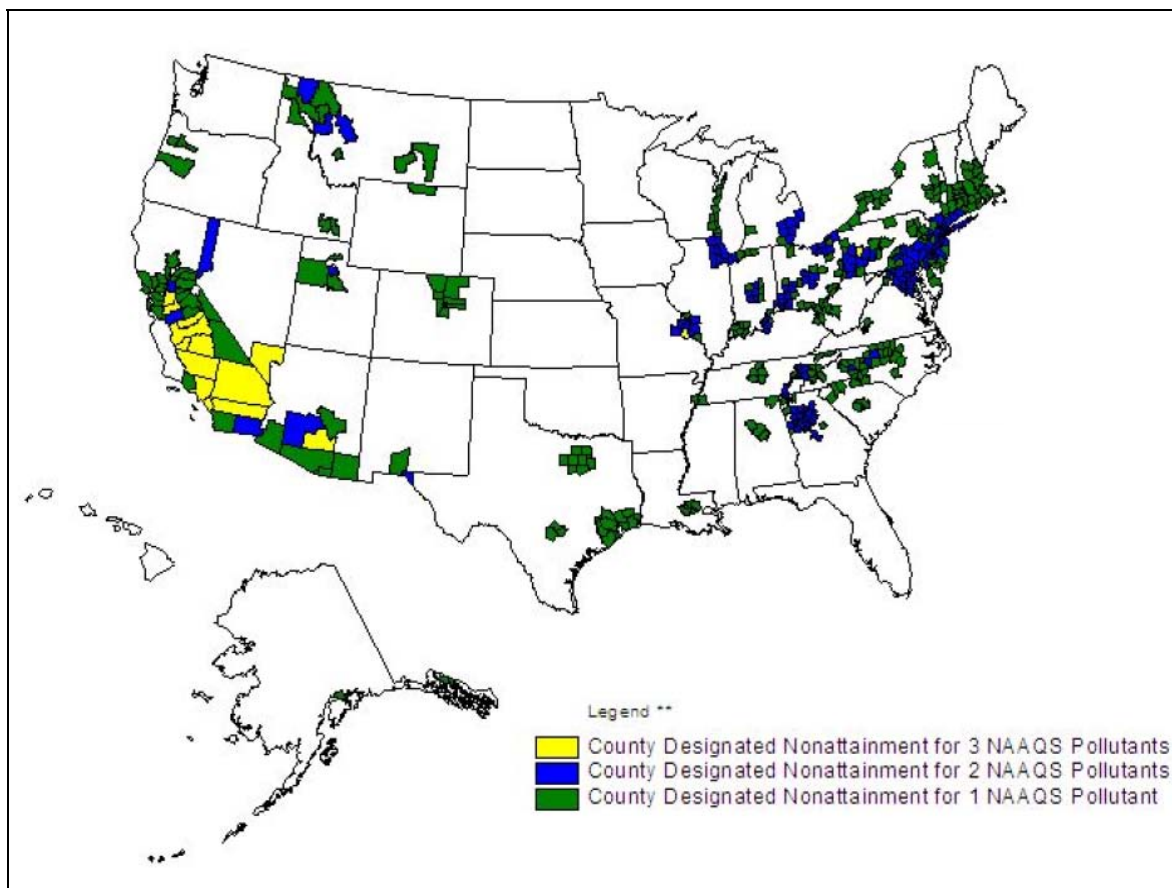 Legend **
County Designated Nonattainment for 3 NAAQS Pollutants
County Designated Nonattainment for 2 NAAQS Pollutants
County Designated Nonattainment for 1 NAAQS Pollutant